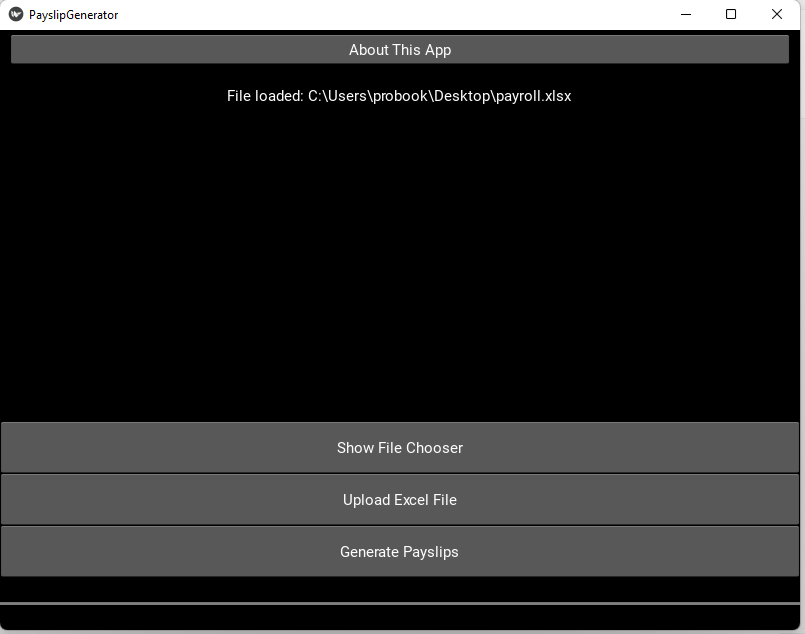 PayslipGenerator
About This App
File loaded: C:\Users\probook\Desktop\payroll.xlsx
Show File Chooser
Upload Excel File
Generate Payslips